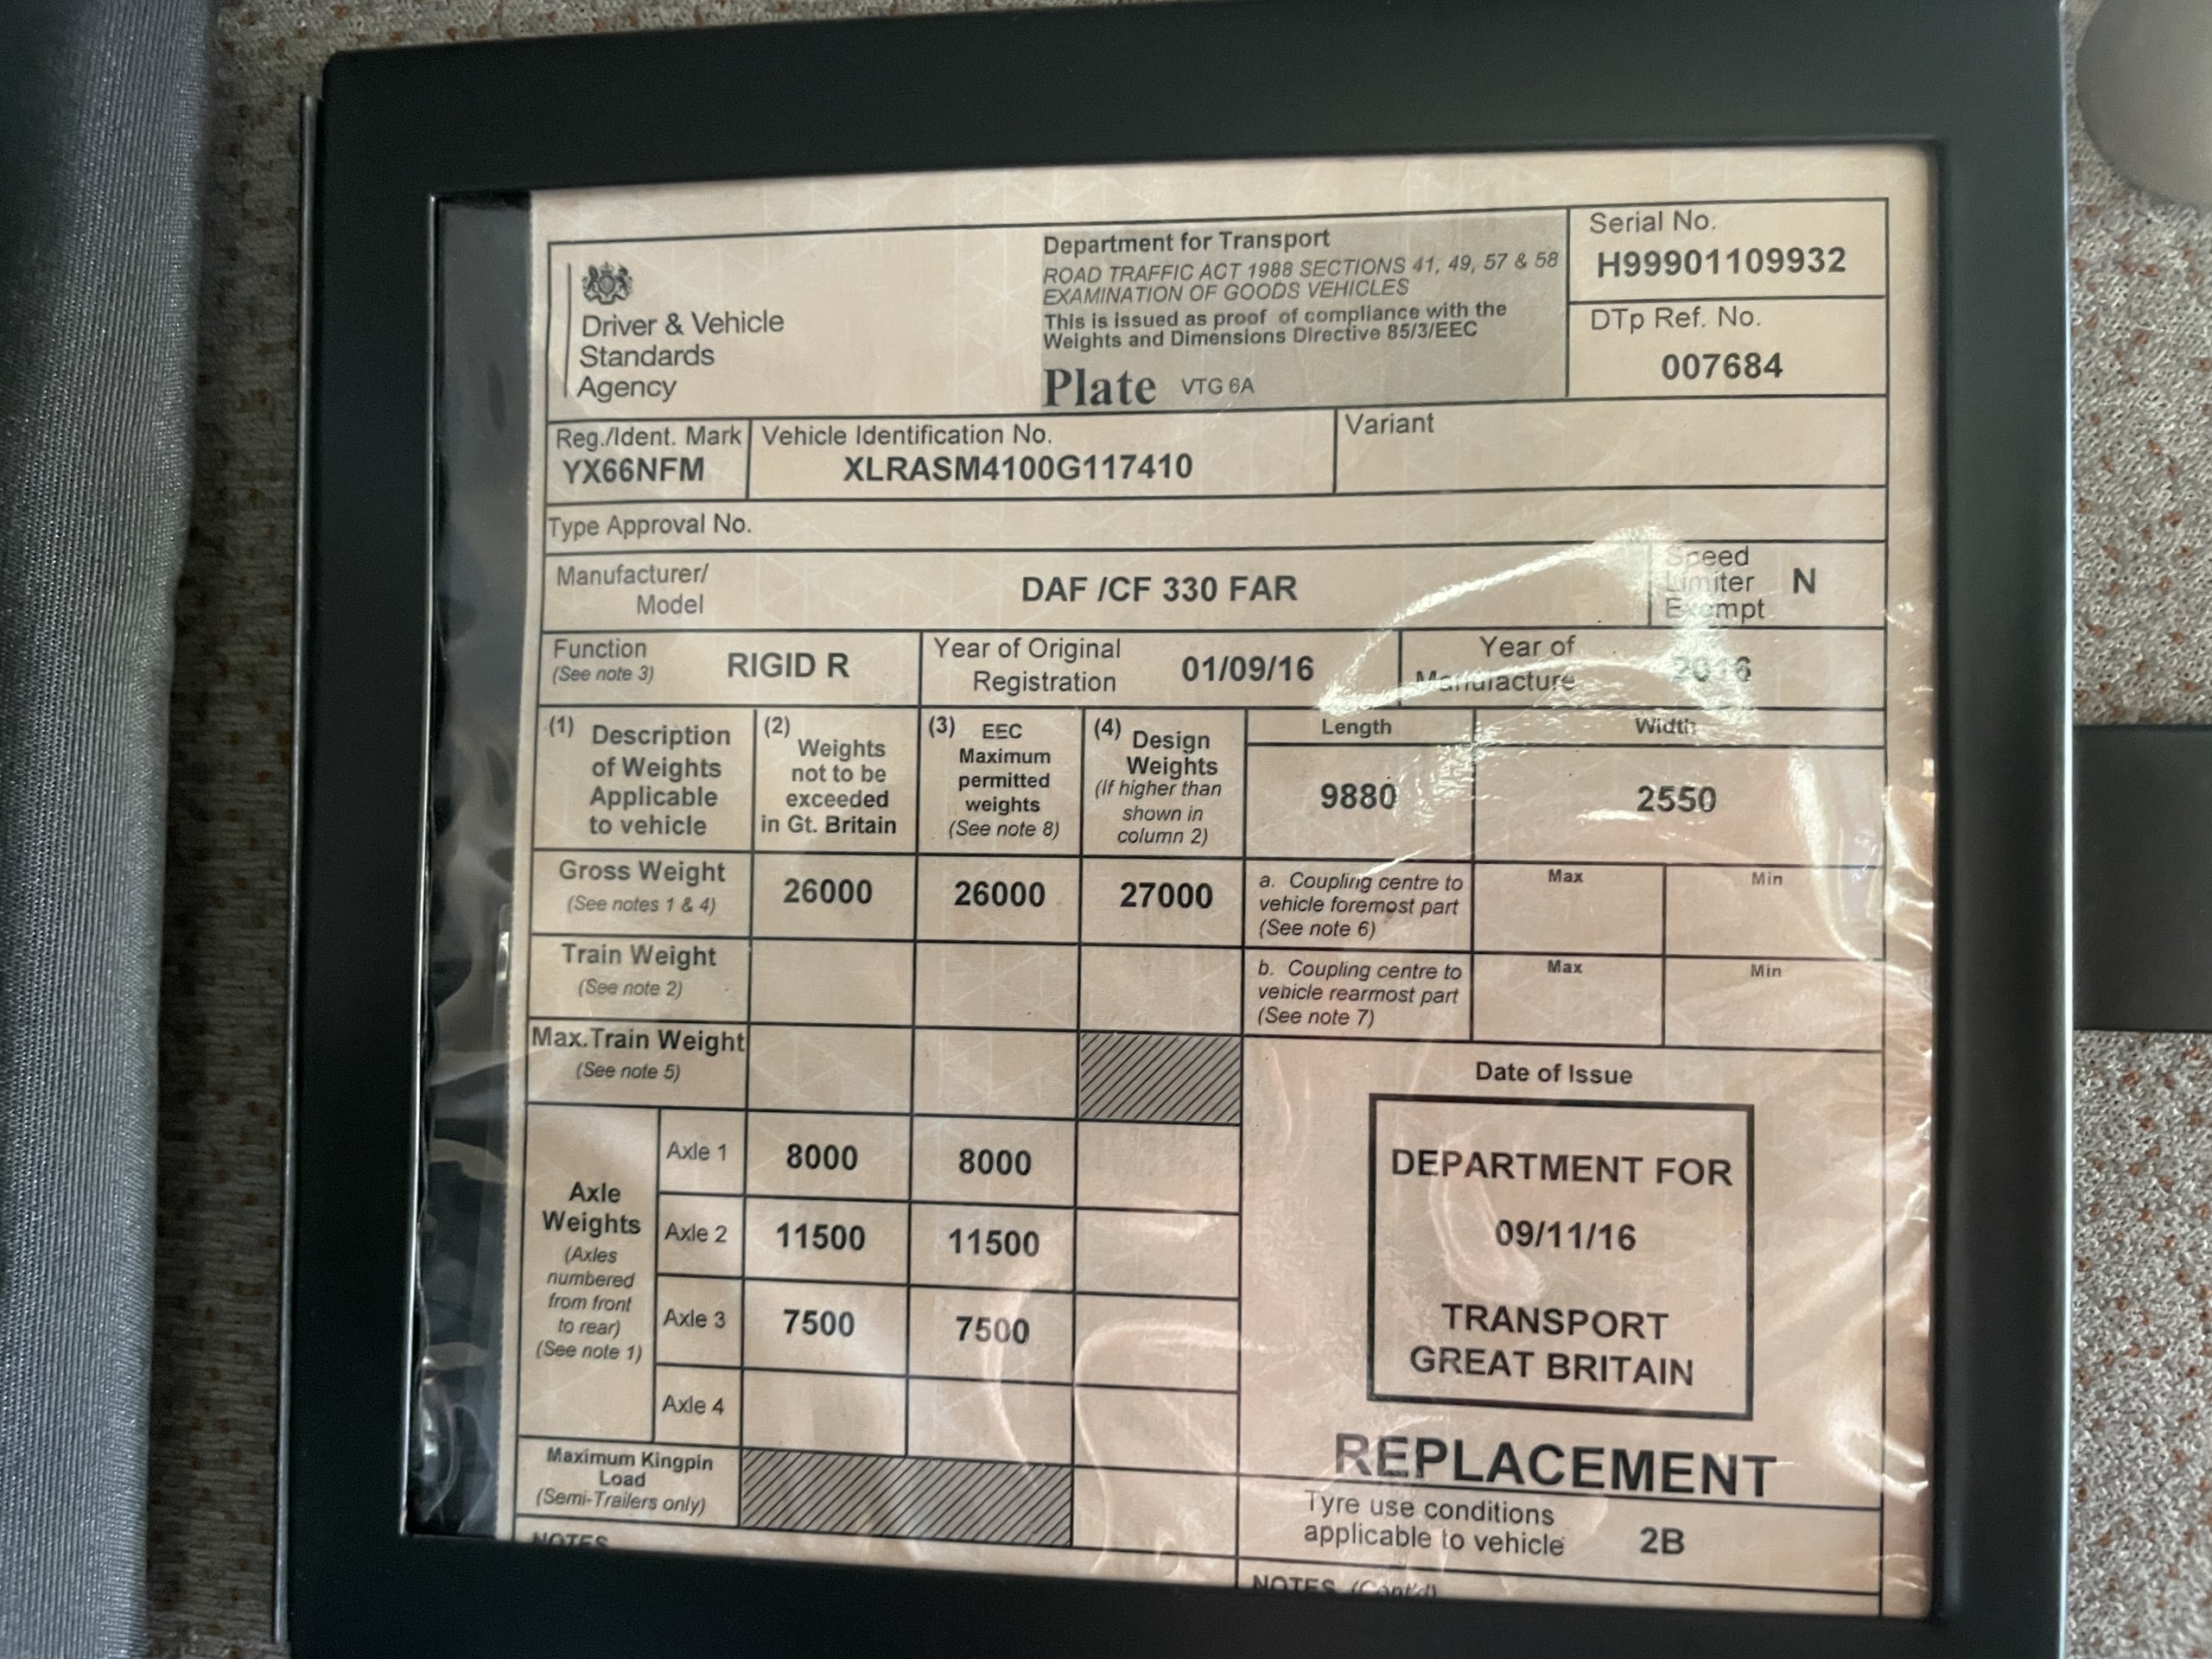 Driver & Vehicle
Standards
Agency
Department for Transport
ROAD TRAFFIC ACT 1988 SECTIONS 41, 49, 57 & 58
EXAMINATION OF GOODS VEHICLES
This is issued as proof of compliance with the
Weights and Dimensions Directive 85/3/EEC
Plate VTG 6A
Serial No.
H99901109932
DTp Ref. No.
007684
Reg./Ident. Mark
YX66NFM
Vehicle Identification No.
XLRASM4100G117410
Variant
Type Approval No.
Manufacturer/
Model
DAF /CF 330 FAR
Speed
Limiter
Exempt
N
Function
(See note 3)
RIGID R
Year of Original
Registration
01/09/16
Year of
Manufacture
2016
(1) Description
of Weights
Applicable
to vehicle
(2) Weights
not to be
exceeded
in Gt. Britain
(3) EEC
Maximum
permitted
weights
(See note 8)
(4) Design
Weights
(If higher than
shown in
column 2)
Length
9880
Width
2550
Gross Weight
(See notes 1 & 4)
26000
26000
27000
a. Coupling centre to
vehicle foremost part
(See note 6)
Max
Min
Train Weight
(See note 2)
b. Coupling centre to
vehicle rearmost part
(See note 7)
Max
Min
Max.Train Weight
(See note 5)
Axle
Weights
(Axles
numbered
from front
to rear)
(See note 1)
Axle 1
8000
8000
Axle 2
11500
11500
Axle 3
7500
7500
Axle 4
Maximum Kingpin
Load
(Semi-Trailers only)
NOTES
Date of Issue
DEPARTMENT FOR
09/11/16
TRANSPORT
GREAT BRITAIN
REPLACEMENT
Tyre use conditions
applicable to vehicle
2B
NOTES (Cont'd)